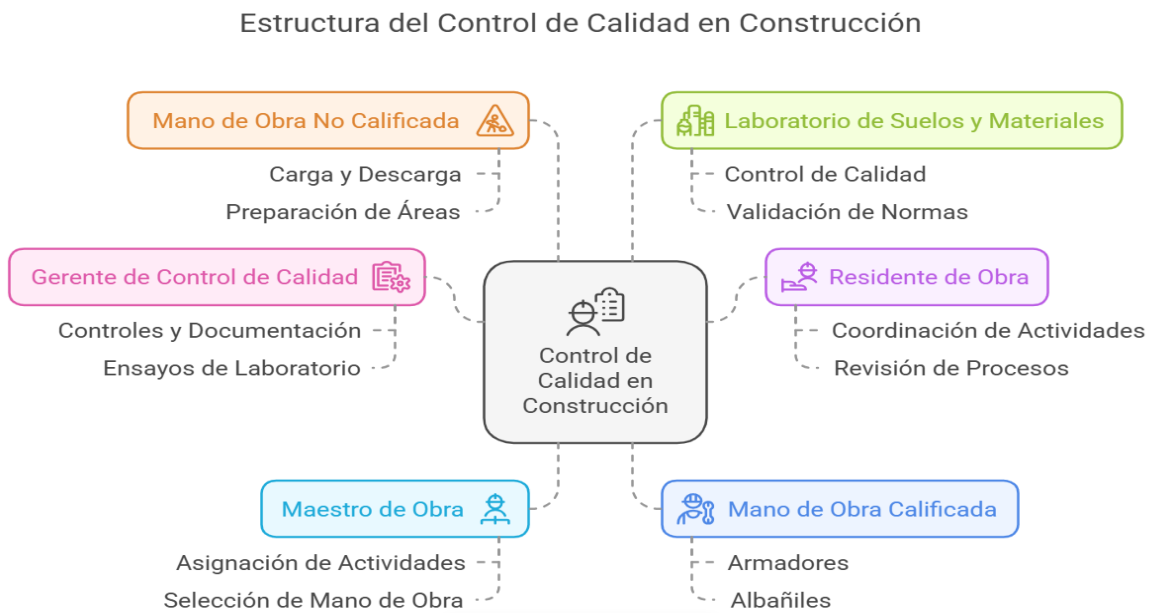 Estructura del Control de Calidad en Construcción
Mano de Obra No Calificada
Carga y Descarga
Preparación de Áreas
Laboratorio de Suelos y Materiales
Control de Calidad
Validación de Normas
Gerente de Control de Calidad
Controles y Documentación
Ensayos de Laboratorio
Control de
Calidad en
Construcción
Residente de Obra
Coordinación de Actividades
Revisión de Procesos
Maestro de Obra
Asignación de Actividades
Selección de Mano de Obra
Mano de Obra Calificada
Armadores
Albañiles